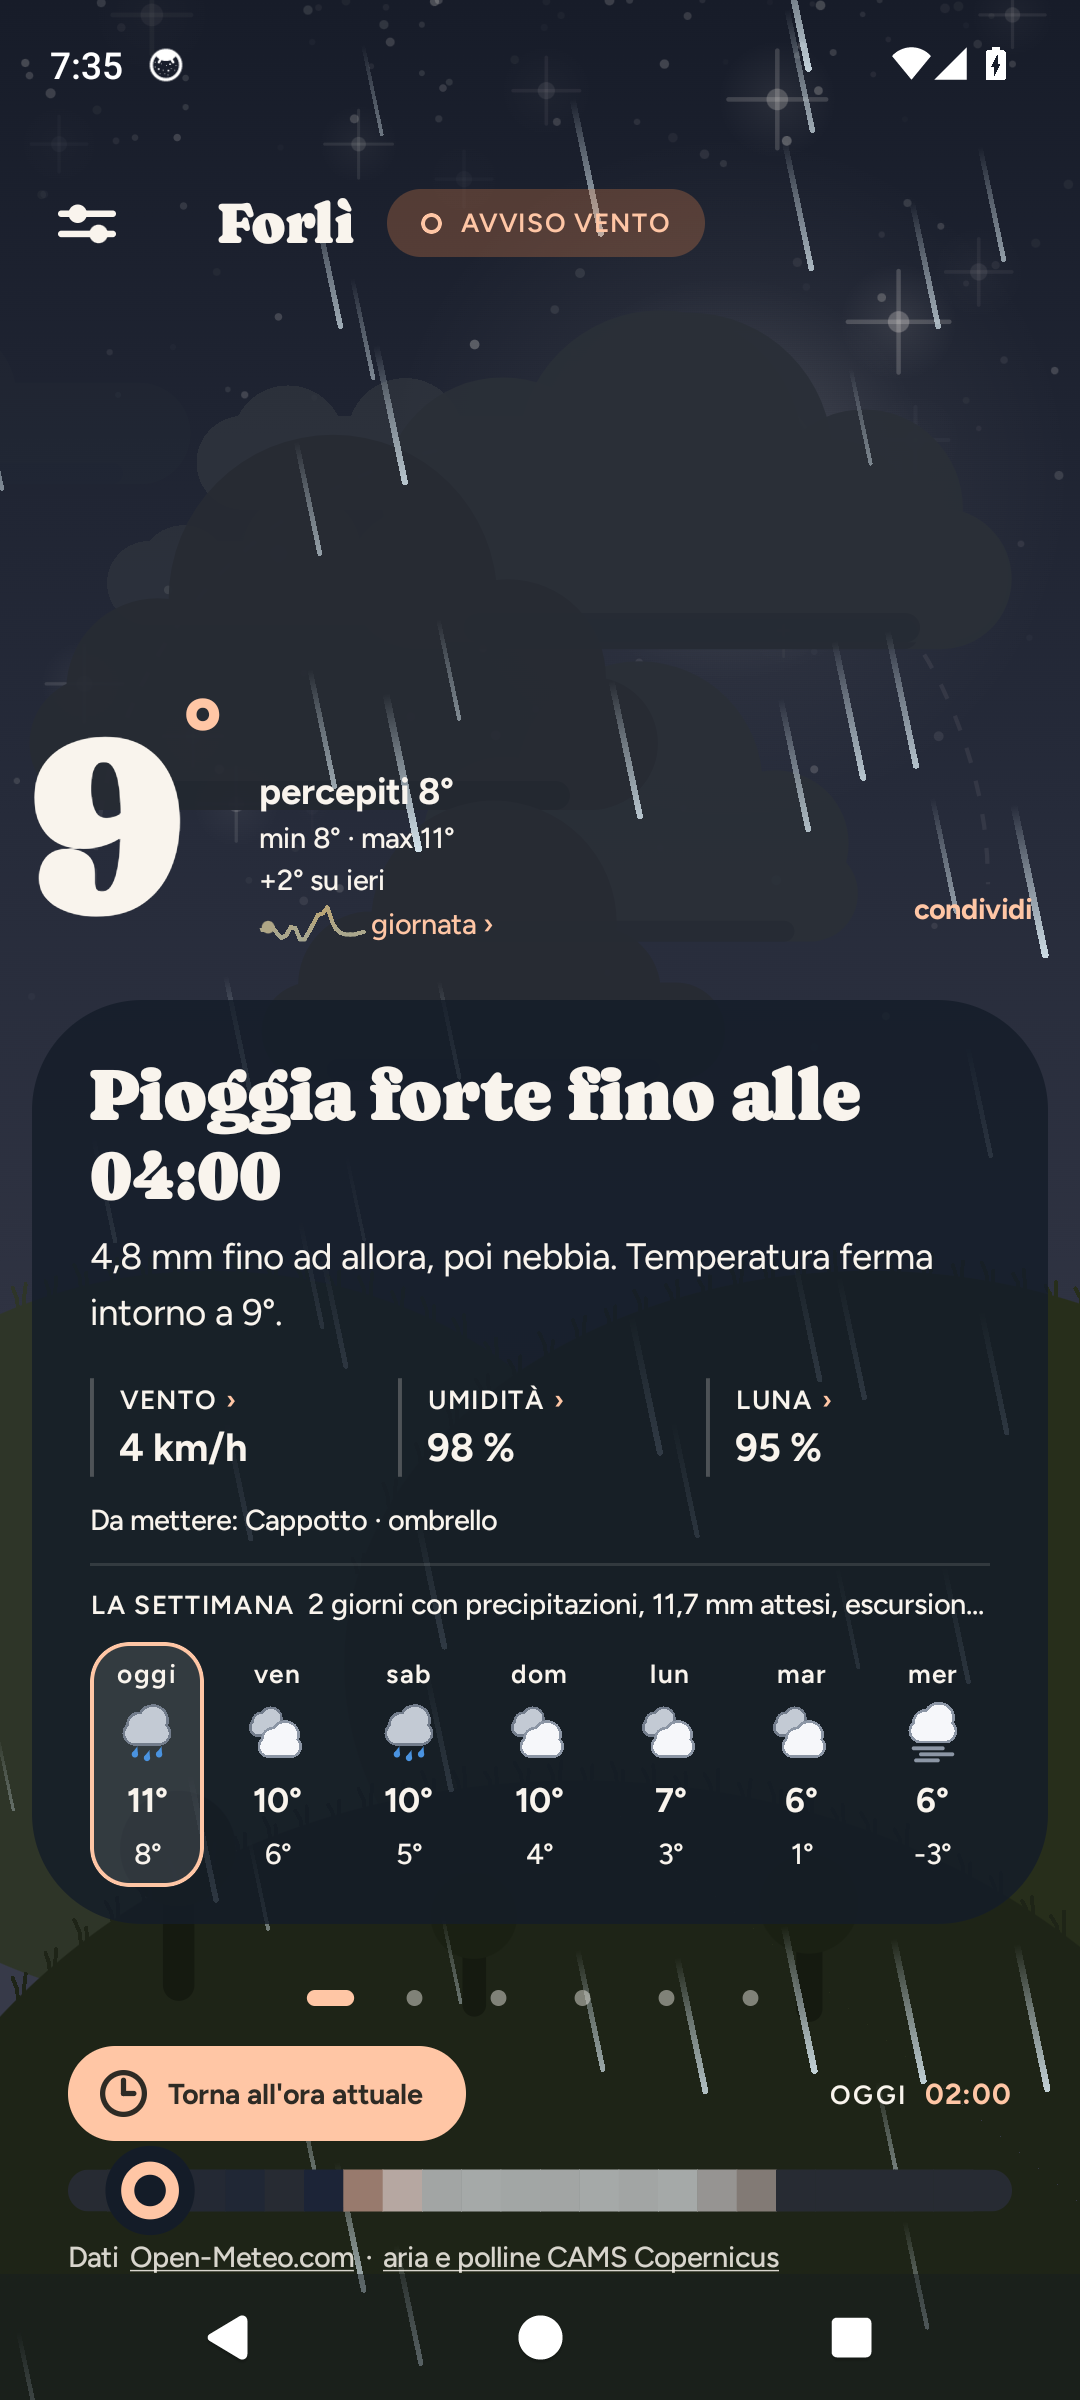 7:35
Forlì
AVVISO VENTO
9°
percepiti 8°
min 8° · max 11°
+2° su ieri
giornata ›
condividi
Pioggia forte fino alle
04:00
4,8 mm fino ad allora, poi nebbia. Temperatura ferma
intorno a 9°.
VENTO › UMIDITÀ › LUNA ›
4 km/h 98 % 95 %
Da mettere: Cappotto · ombrello
LA SETTIMANA 2 giorni con precipitazioni, 11,7 mm attesi, escursion...
oggi ven sab dom lun mar mer
11° 10° 10° 10° 7° 6° 6°
8° 6° 5° 4° 3° 1° -3°
Torna all'ora attuale
OGGI 02:00
Dati Open-Meteo.com · aria e polline CAMS Copernicus